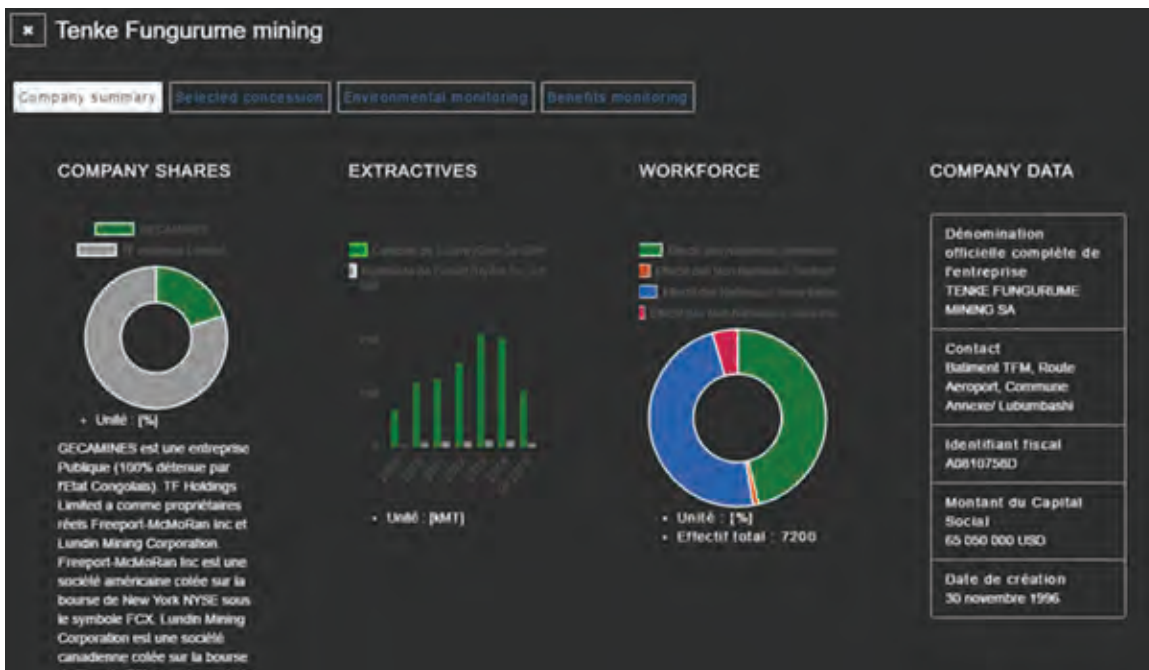 Tenke Fungurume mining
Company summary
Selected concession
Environmental monitoring
Benefits monitoring
COMPANY SHARES
GECAMINES
TF Holdings Limited
Unité : [%]
GECAMINES est une entreprise
Publique (100% détenue par
l'Etat Congolais). TF Holdings
Limited a comme propriétaires
réels Freeport-McMoRan Inc et
Lundin Mining Corporation.
Freeport-McMoRan Inc est une
société américaine cotée sur la
bourse de New York NYSE sous
le symbole FCX. Lundin Mining
Corporation est une société
canadienne cotée sur la bourse
EXTRACTIVES
Unité : [kMT]
WORKFORCE
Unité : [%]
Effectif total : 7200
COMPANY DATA
Dénomination
officielle complète de
l'entreprise
TENKE FUNGURUME
MINING SA
Contact
Batiment TFM, Route
Aeroport, Commune
Annexe/ Lubumbashi
Identifiant fiscal
A0810758D
Montant du Capital
Social
65 050 000 USD
Date de création
30 novembre 1996